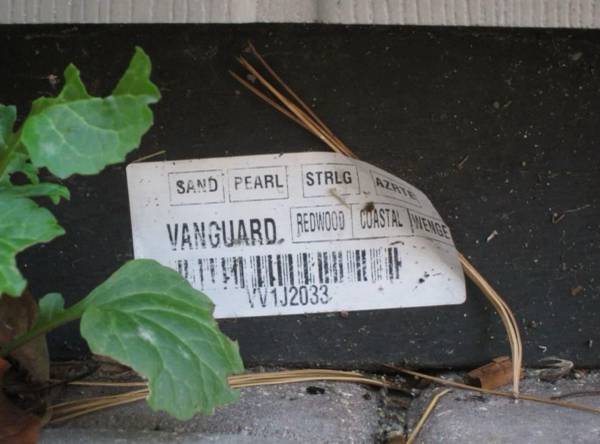 SAND PEARL STRLG AZRTE
VANGUARD REDWOOD COASTAL WENGE
VV1J2033